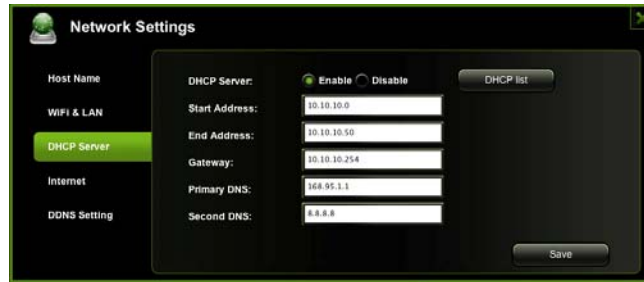 Network Settings
Host Name
WiFi & LAN
DHCP Server
Internet
DDNS Setting
DHCP Server: Enable Disable DHCP list
Start Address: 10.10.10.0
End Address: 10.10.10.50
Gateway: 10.10.10.254
Primary DNS: 168.95.1.1
Second DNS: 8.8.8.8
Save